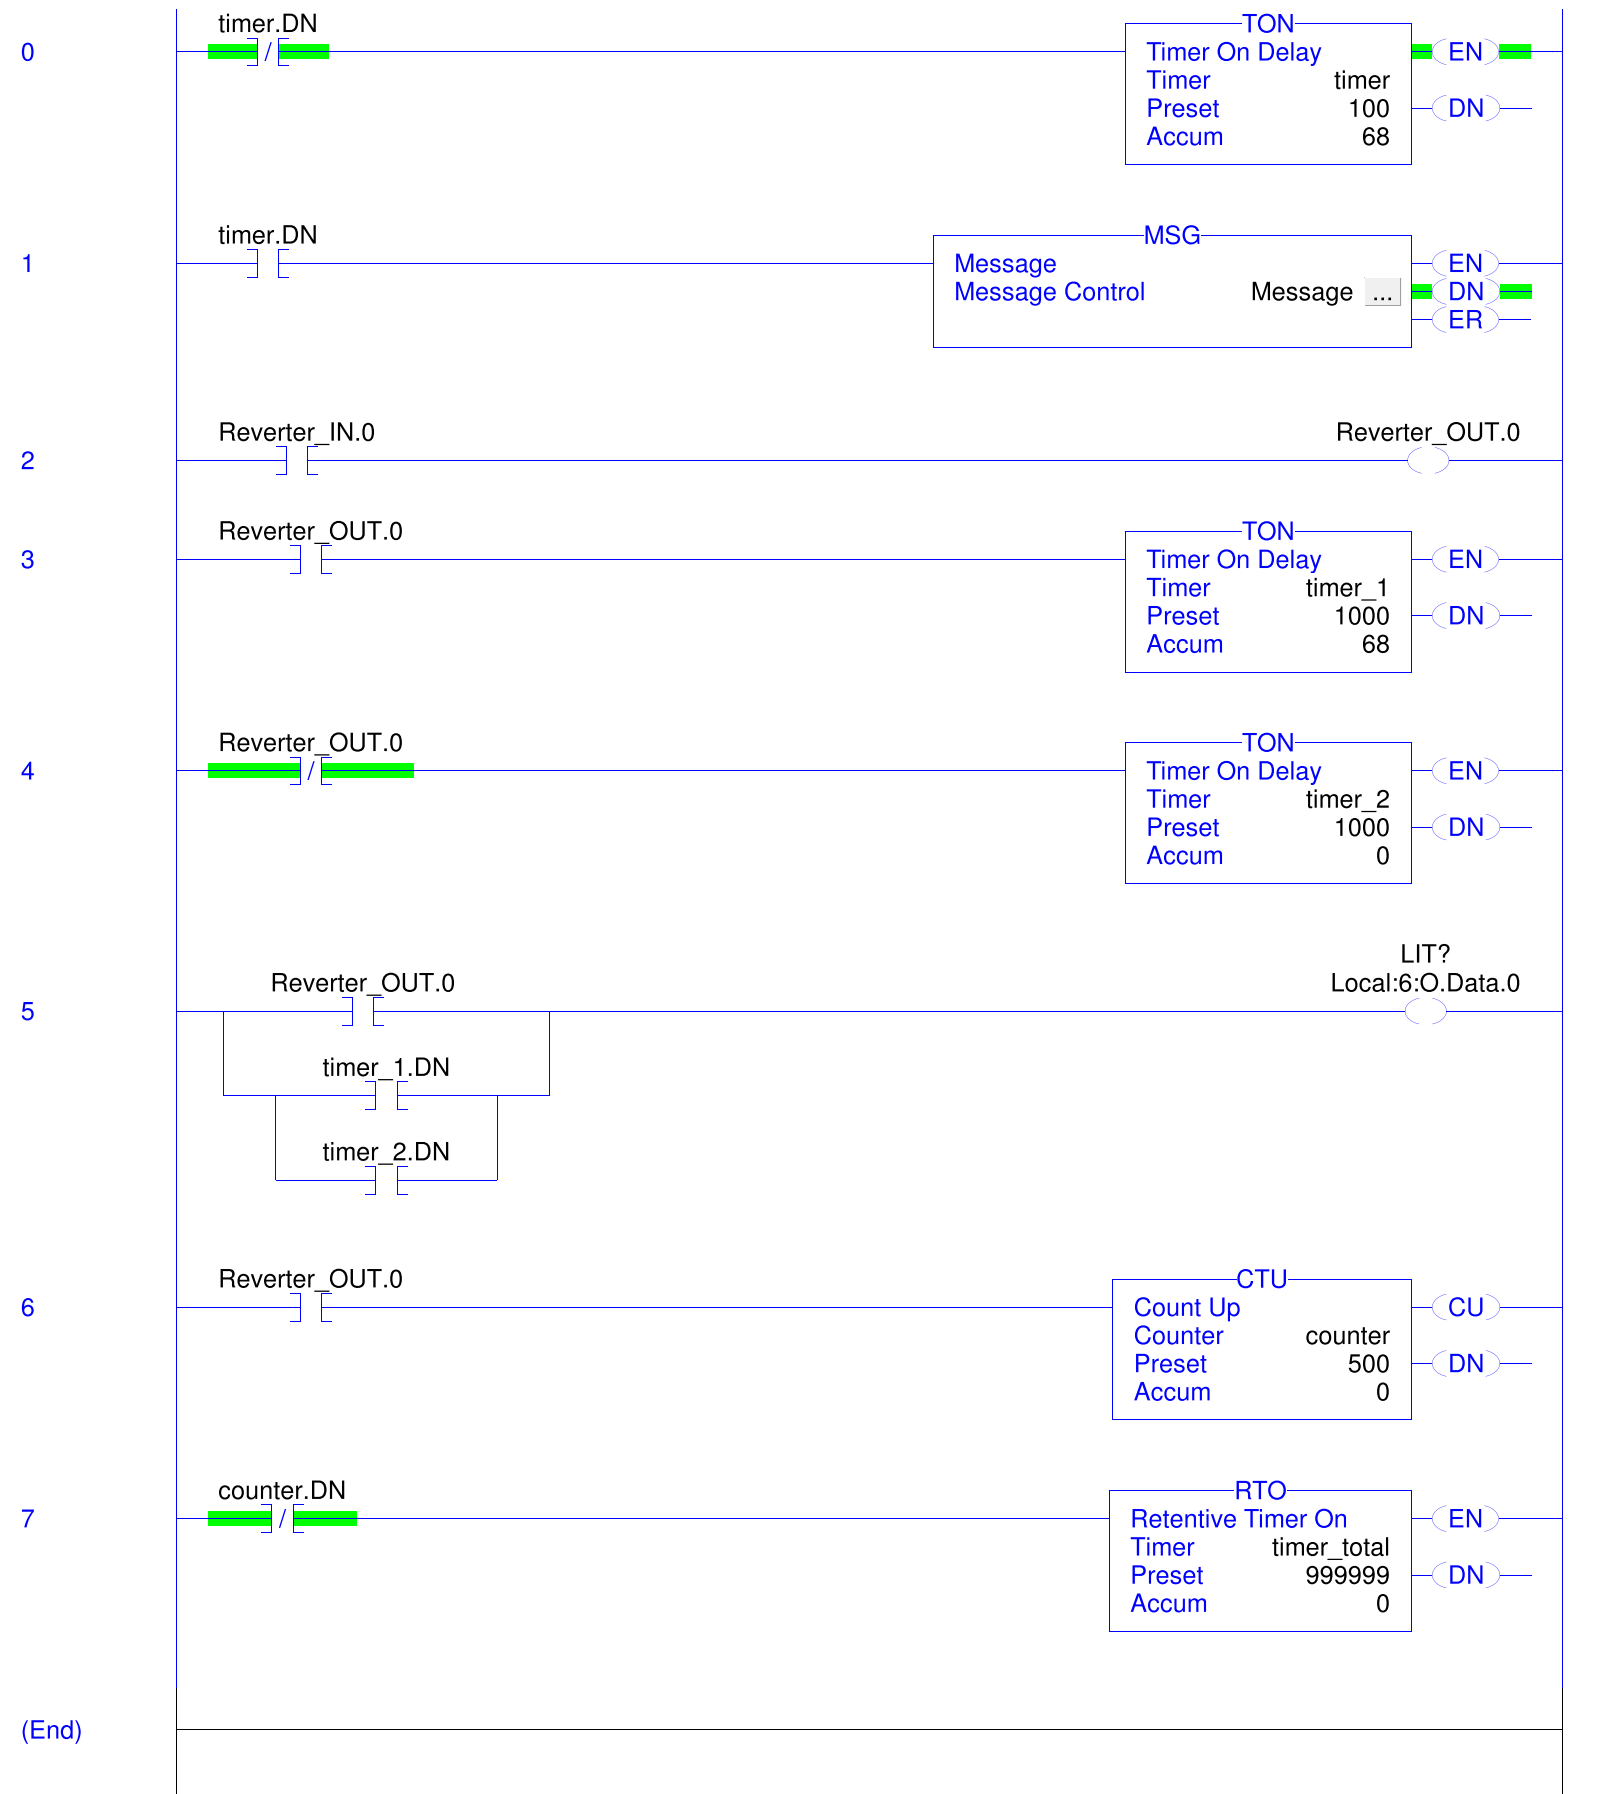 timer.DN
TON
0
/
Timer On Delay
EN
Timer timer
Preset 100
DN
Accum 68
timer.DN
MSG
1
Message
EN
Message Control Message ...
DN
ER
Reverter_IN.0
Reverter_OUT.0
2
Reverter_OUT.0
TON
3
Timer On Delay
EN
Timer timer_1
Preset 1000
DN
Accum 68
Reverter_OUT.0
TON
4
/
Timer On Delay
EN
Timer timer_2
Preset 1000
DN
Accum 0
LIT?
Reverter_OUT.0
Local:6:O.Data.0
5
timer_1.DN
timer_2.DN
Reverter_OUT.0
CTU
6
Count Up
CU
Counter counter
Preset 500
DN
Accum 0
counter.DN
RTO
7
/
Retentive Timer On
EN
Timer timer_total
Preset 999999
DN
Accum 0
(End)